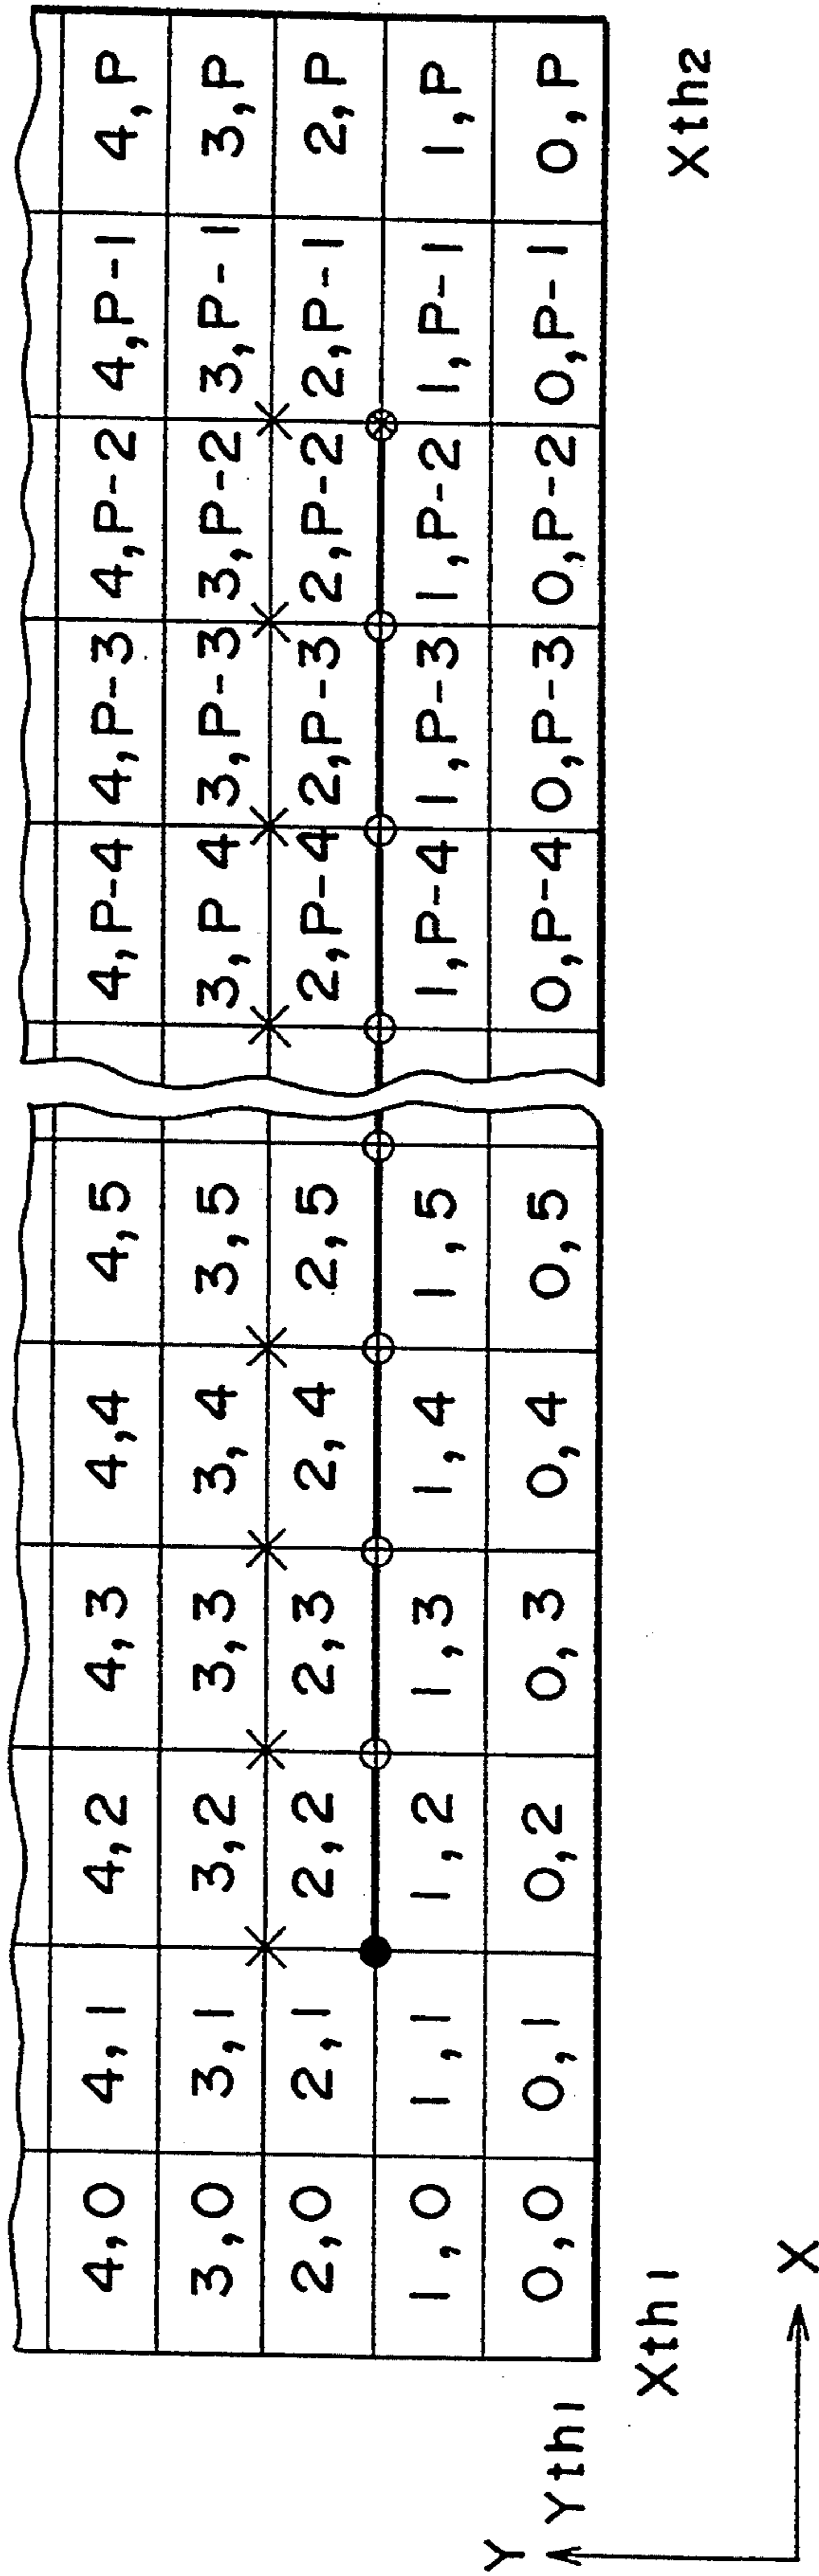 4,0 4,1 4,2 4,3 4,4 4,5 4,P-4 4,P-3 4,P-2 4,P-1 4,P
3,0 3,1 3,2 3,3 3,4 3,5 3,P 4 3,P-3 3,P-2 3,P-1 3,P
2,0 2,1 2,2 2,3 2,4 2,5 2,P-4 2,P-3 2,P-2 2,P-1 2,P
1,0 1,1 1,2 1,3 1,4 1,5 1,P-4 1,P-3 1,P-2 1,P-1 1,P
0,0 0,1 0,2 0,3 0,4 0,5 0,P-4 0,P-3 0,P-2 0,P-1 0,P
Y Yth1
Xth1 Xth2
X